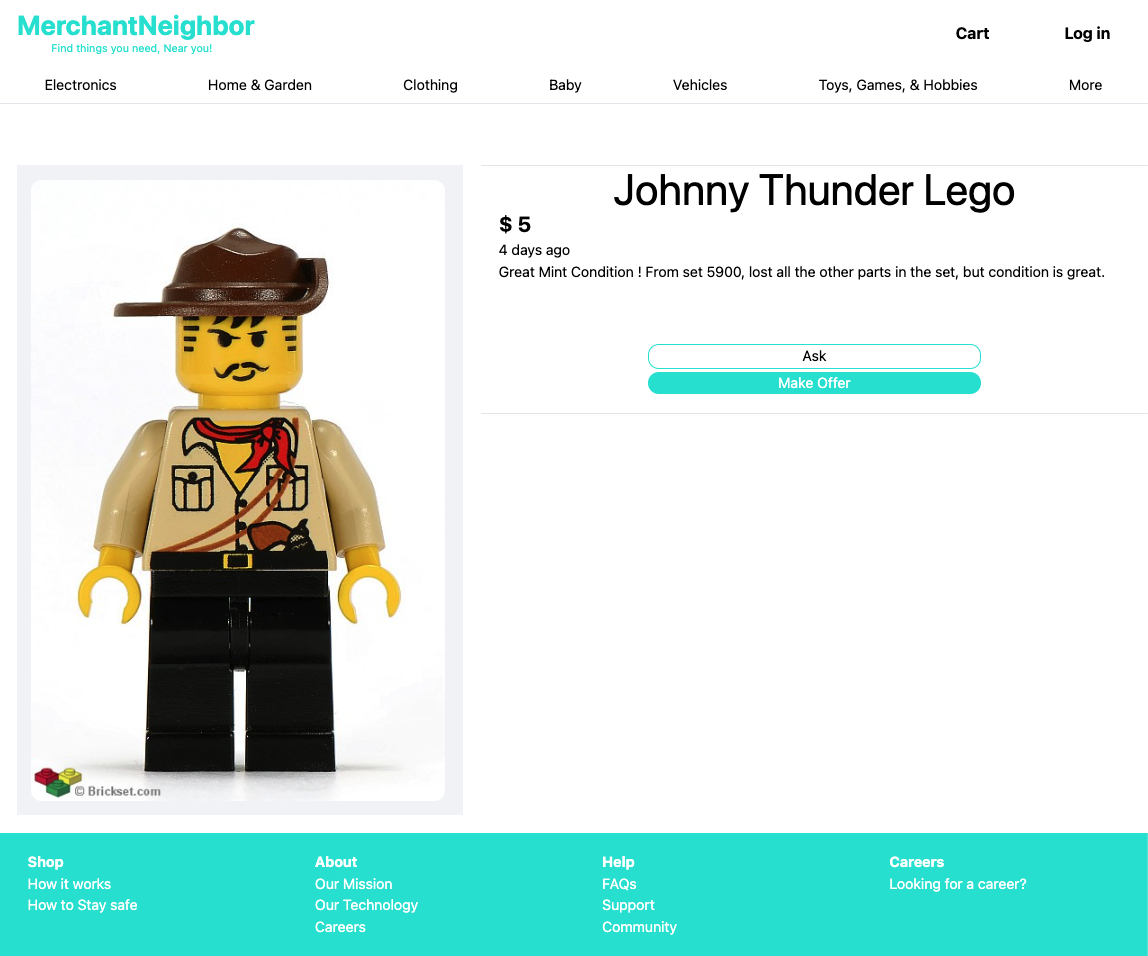 MerchantNeighbor
Find things you need, Near you!
Cart
Log in
Electronics
Home & Garden
Clothing
Baby
Vehicles
Toys, Games, & Hobbies
More
Johnny Thunder Lego
$ 5
4 days ago
Great Mint Condition ! From set 5900, lost all the other parts in the set, but condition is great.
Ask
Make Offer
© Brickset.com
Shop
How it works
How to Stay safe
About
Our Mission
Our Technology
Careers
Help
FAQs
Support
Community
Careers
Looking for a career?